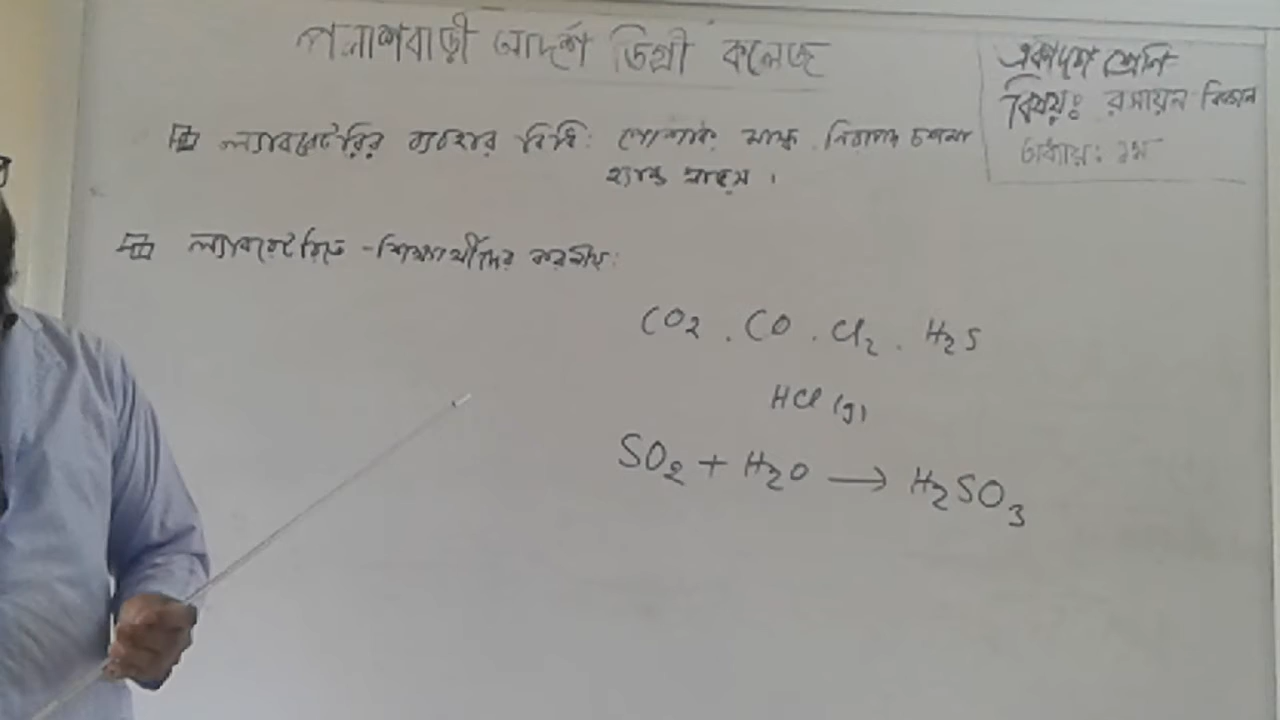 পলাশবাড়ী আদর্শ ডিগ্রী কলেজ
একাদশ শ্রেণি
বিষয়ঃ রসায়ন বিজ্ঞান
অধ্যায়ঃ ১ম
ল্যাবরেটরির ব্যবহার বিধি: পোশাক, মাস্ক, নিরাপদ চশমা
হ্যান্ড গ্লাভস ।
ল্যাবরেটরিতে শিক্ষার্থীদের করনীয়:
CO2 . CO . Cl2 . H2S
HCl (g)
SO2 + H2O → H2SO3